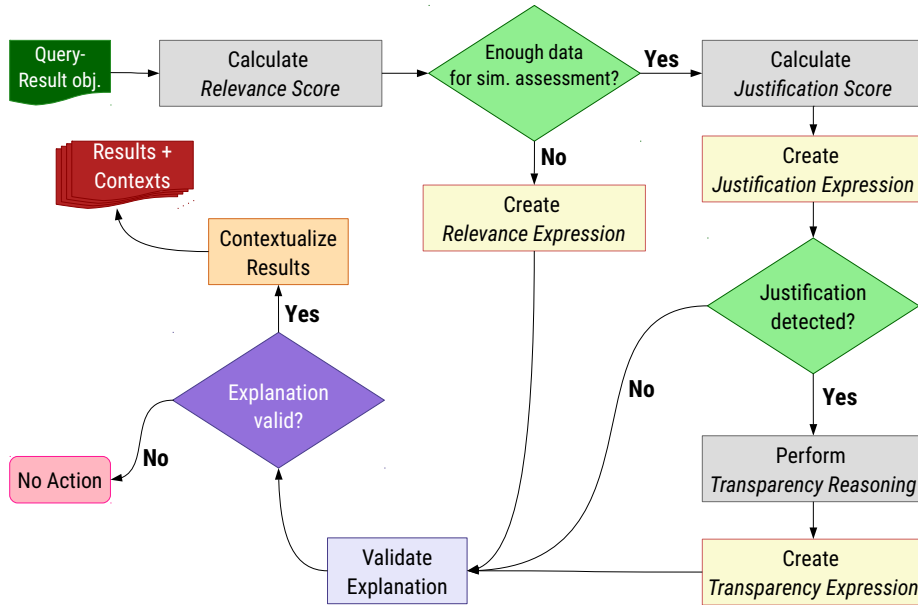 Query-
Result obj.
Calculate
Relevance Score
Enough data
for sim. assessment?
Yes
Calculate
Justification Score
No
Create
Justification Expression
Results +
Contexts
Create
Relevance Expression
Contextualize
Results
Justification
detected?
Yes
No
Explanation
valid?
Yes
No
No Action
Perform
Transparency Reasoning
Validate
Explanation
Create
Transparency Expression